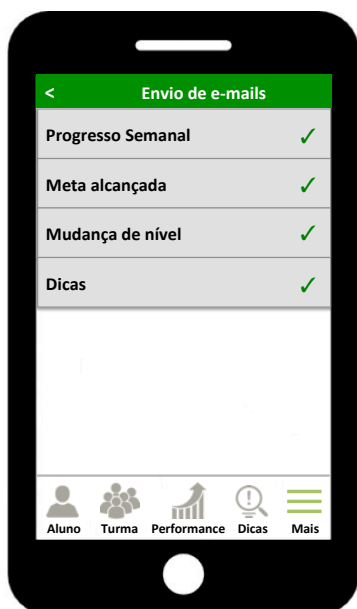 < Envio de e-mails
Progresso Semanal ✓
Meta alcançada ✓
Mudança de nível ✓
Dicas ✓
Aluno Turma Performance Dicas Mais